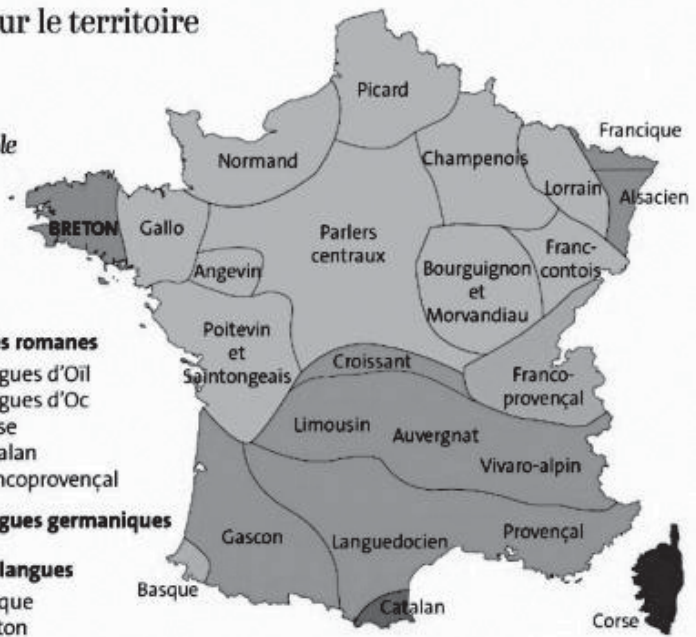 ur le territoire
le
Picard
Francique
Normand
Champenois
Lorrain
Alsacien
BRETON
Gallo
Parlers
centraux
Franc-
contois
Angevin
Bourguignon
et
Morvandiau
Poitevin
et
Saintongeais
Croissant
Franco-
provençal
s romanes
gues d'Oïl
gues d'Oc
se
alan
ncoprovençal
gues germaniques
langues
que
ton
Limousin
Auvergnat
Vivaro-alpin
Gascon
Languedocien
Provençal
Basque
Catalan
Corse